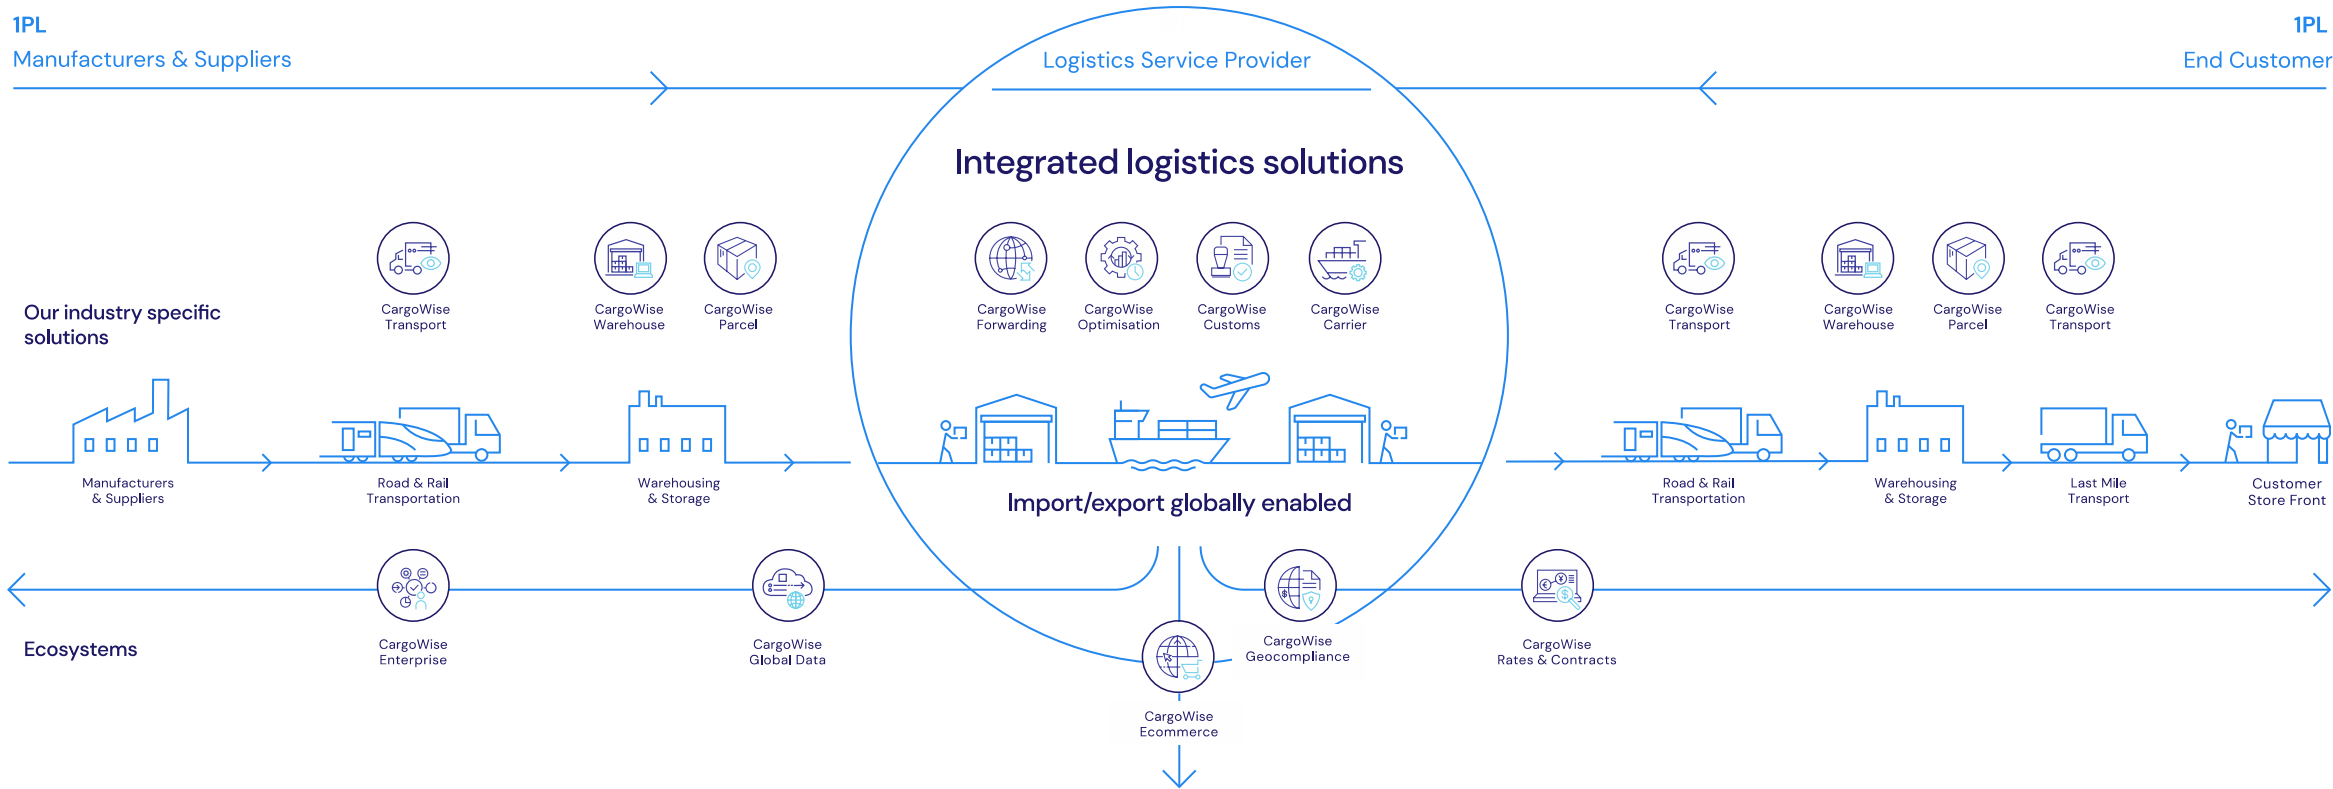 1PL
Manufacturers & Suppliers
Logistics Service Provider
1PL
End Customer
Integrated logistics solutions
Our industry specific
solutions
CargoWise
Transport
CargoWise
Warehouse
CargoWise
Parcel
CargoWise
Forwarding
CargoWise
Optimisation
CargoWise
Customs
CargoWise
Carrier
CargoWise
Transport
CargoWise
Warehouse
CargoWise
Parcel
CargoWise
Transport
Manufacturers
& Suppliers
Road & Rail
Transportation
Warehousing
& Storage
Import/export globally enabled
Road & Rail
Transportation
Warehousing
& Storage
Last Mile
Transport
Customer
Store Front
Ecosystems
CargoWise
Enterprise
CargoWise
Global Data
CargoWise
Ecommerce
CargoWise
Geocompliance
CargoWise
Rates & Contracts